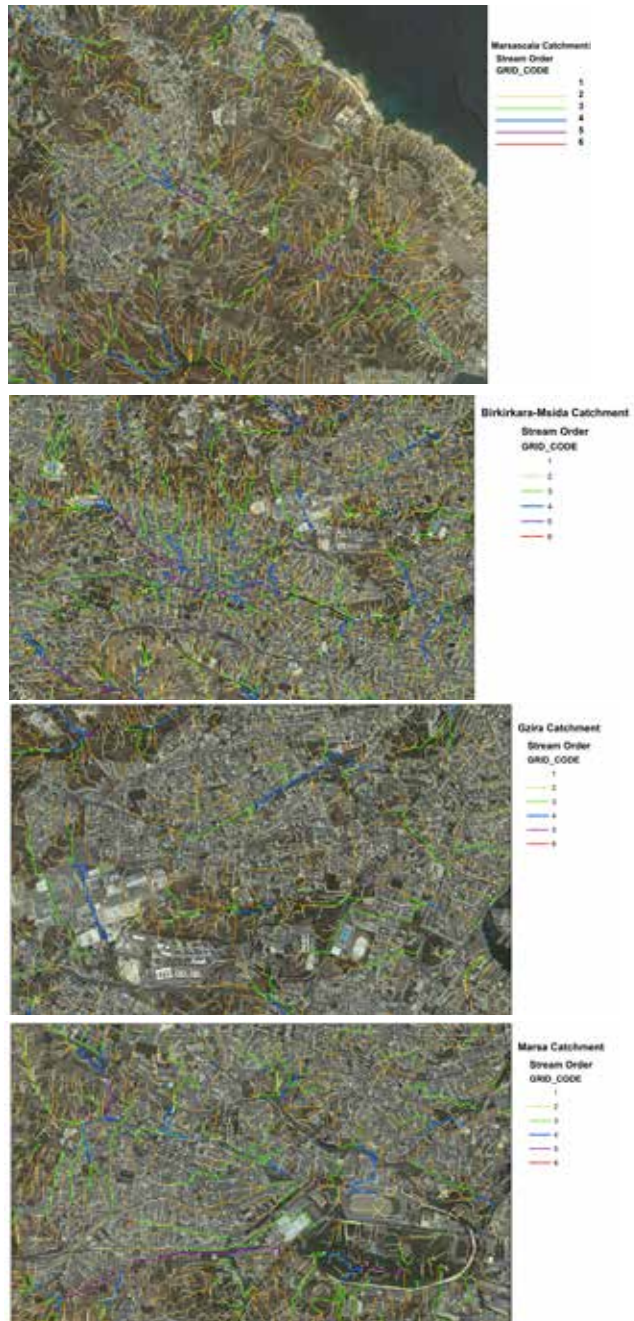 Marsascala Catchment:
Stream Order
GRID_CODE
1
2
3
4
5
6
Birkirkara-Msida Catchment
Stream Order
GRID_CODE
1
2
3
4
5
6
Gzira Catchment
Stream Order
GRID_CODE
1
2
3
4
5
6
Marsa Catchment
Stream Order
GRID_CODE
1
2
3
4
5
6